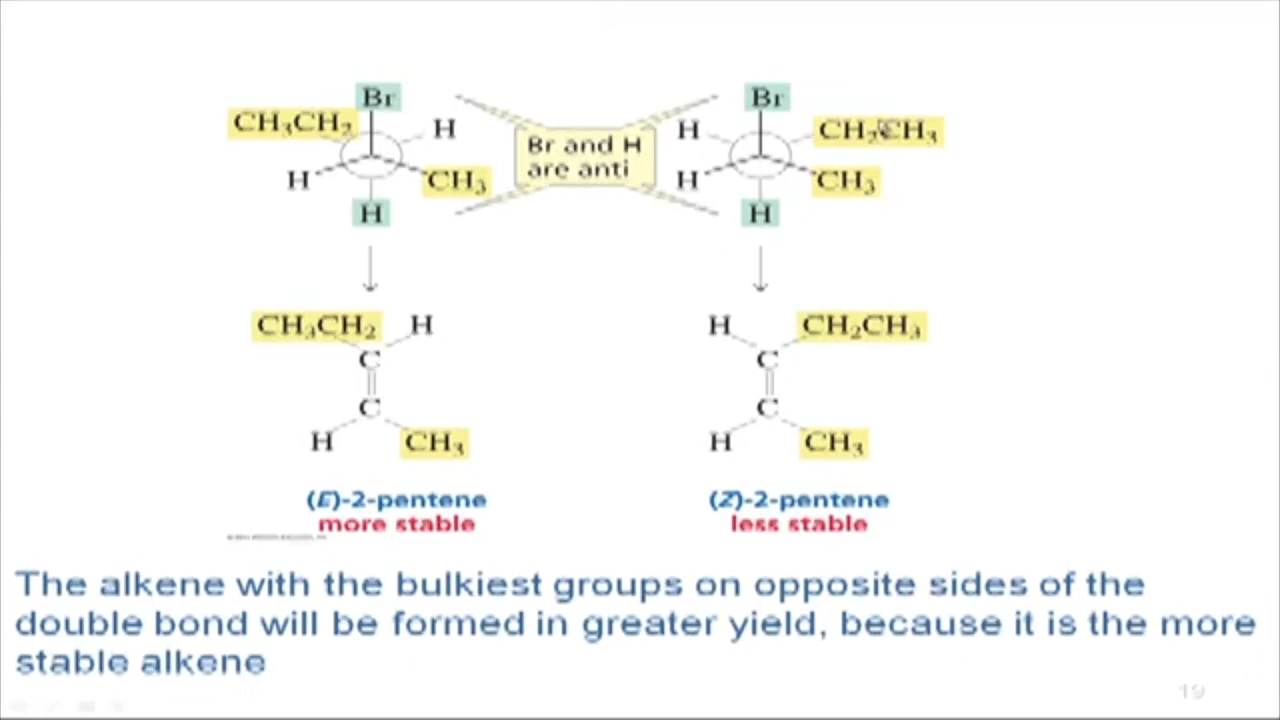 Br
Br
CH₃CH₂
H
H
CH₂CH₃
Br and H
are anti
H
CH₃
H
CH₃
H
H
CH₃CH₂
H
H
CH₂CH₃
C
C
C
C
H
CH₃
H
CH₃
(E)-2-pentene
(Z)-2-pentene
more stable
less stable
The alkene with the bulkiest groups on opposite sides of the
double bond will be formed in greater yield, because it is the more
stable alkene
19